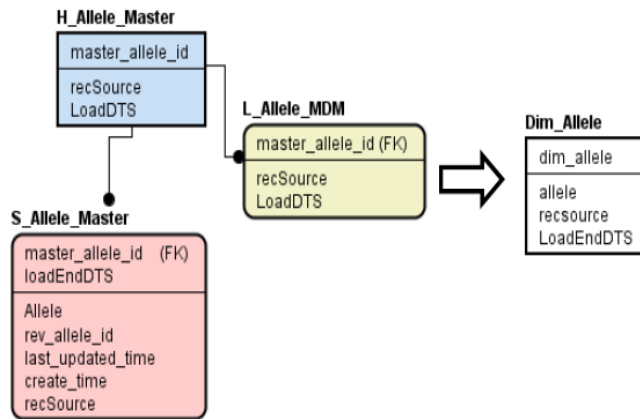 H_Allele_Master
master_allele_id
recSource
LoadDTS
L_Allele_MDM
master_allele_id (FK)
recSource
LoadDTS
Dim_Allele
dim_allele
allele
recsource
LoadEndDTS
S_Allele_Master
master_allele_id (FK)
loadEndDTS
Allele
rev_allele_id
last_updated_time
create_time
recSource